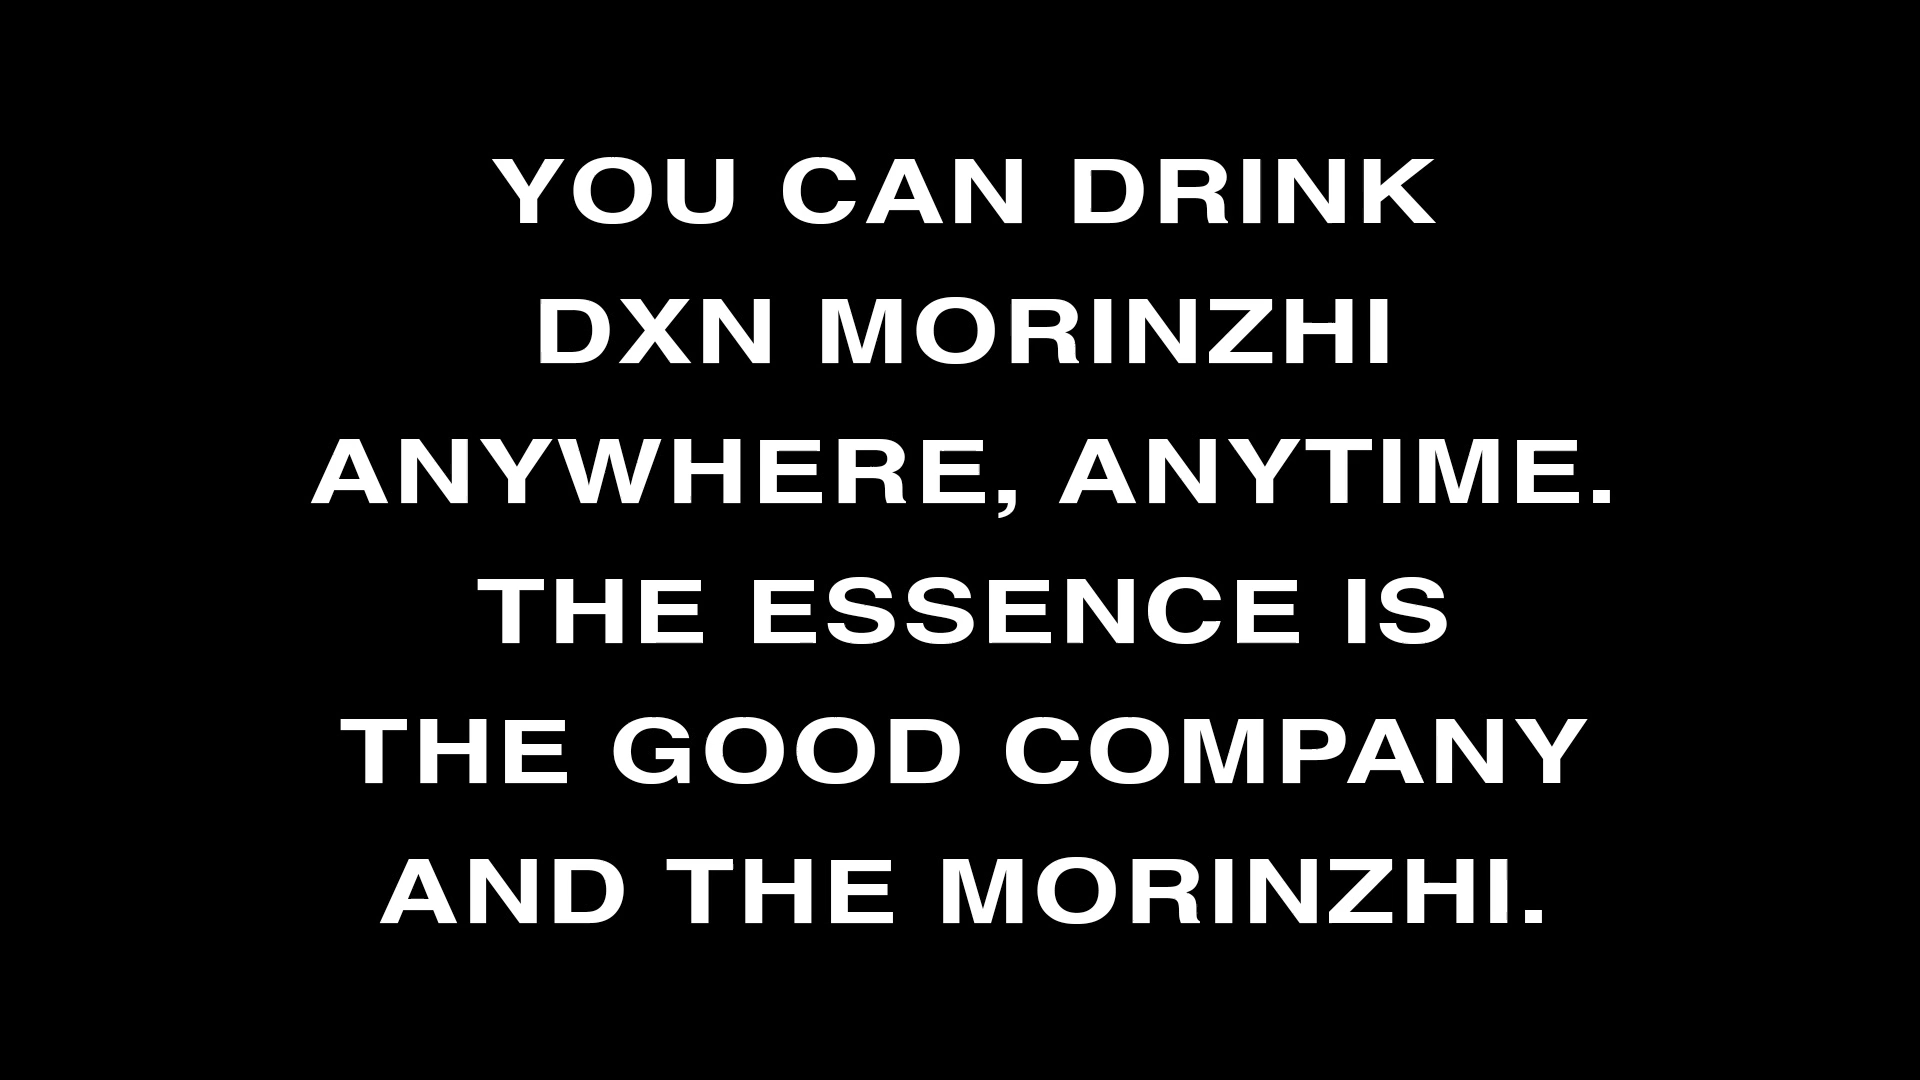 YOU CAN DRINK
DXN MORINZHI
ANYWHERE, ANYTIME.
THE ESSENCE IS
THE GOOD COMPANY
AND THE MORINZHI.